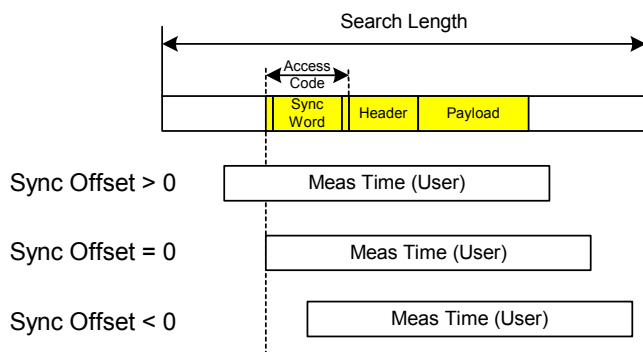 Search Length
Access
Code
Sync
Word
Header
Payload
Sync Offset > 0
Meas Time (User)
Sync Offset = 0
Meas Time (User)
Sync Offset < 0
Meas Time (User)